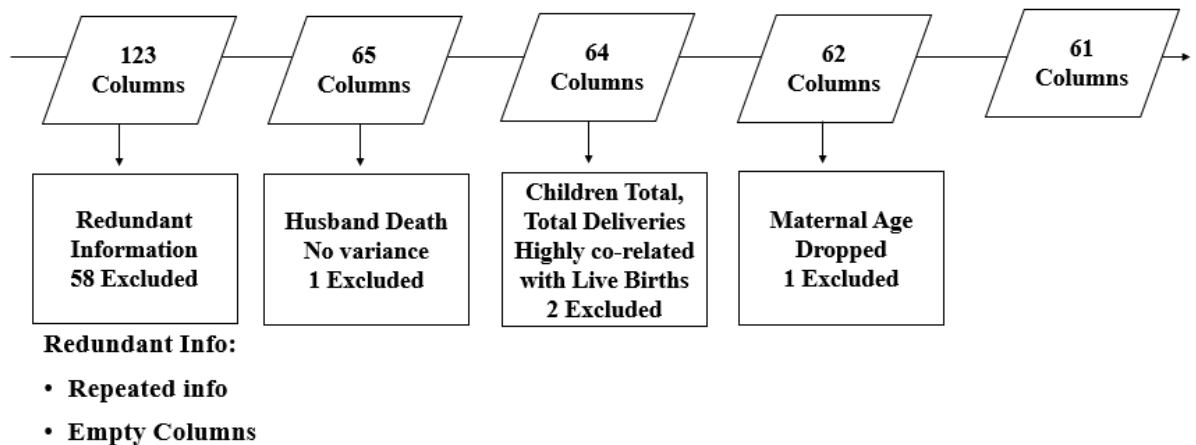 123
Columns
65
Columns
64
Columns
62
Columns
61
Columns
Redundant
Information
58 Excluded
Husband Death
No variance
1 Excluded
Children Total,
Total Deliveries
Highly co-related
with Live Births
2 Excluded
Maternal Age
Dropped
1 Excluded
Redundant Info:
• Repeated info
• Empty Columns